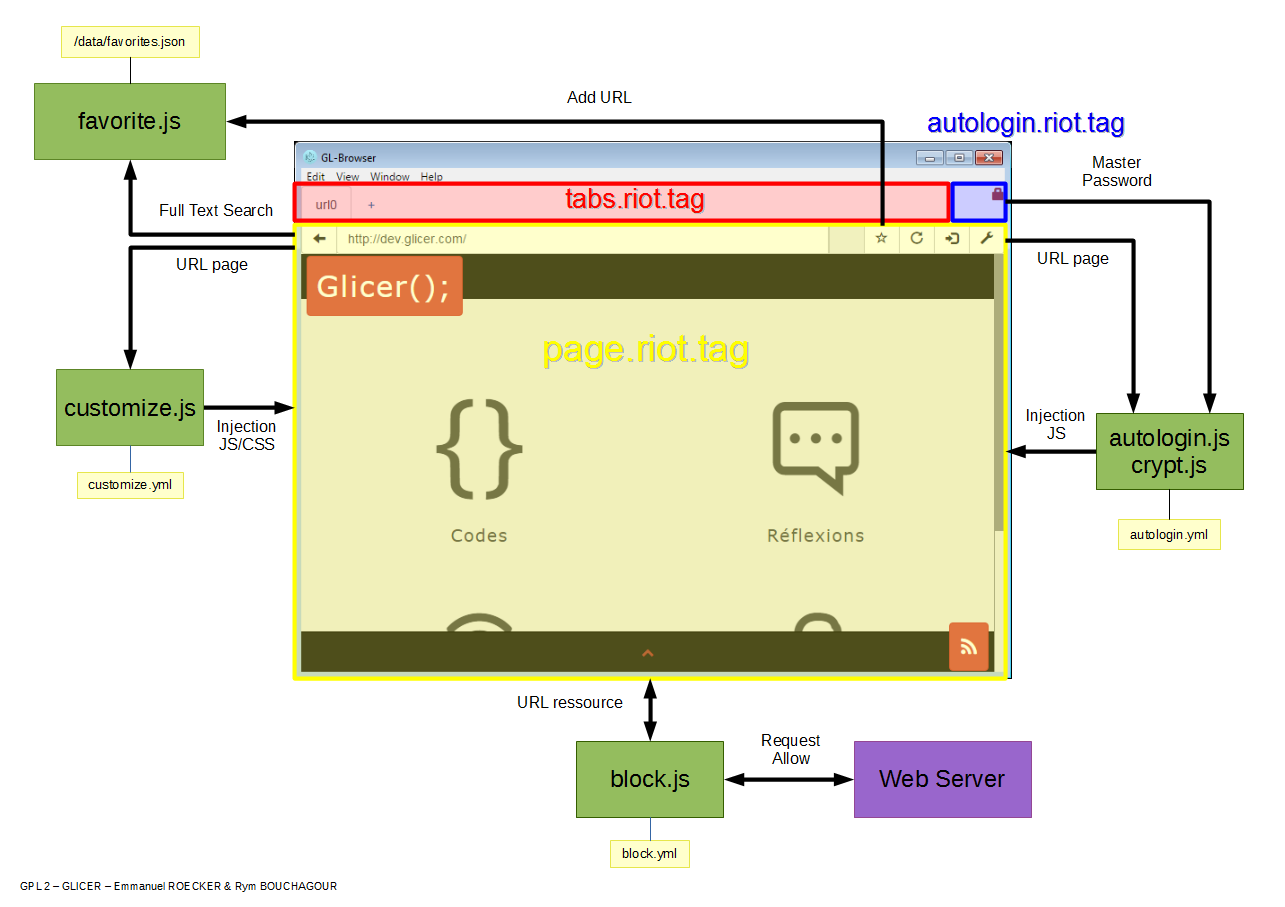 /data/favorites.json
favorite.js
Add URL
autologin.riot.tag
GL-Browser
Edit View Window Help
Master
Password
tabs.riot.tag
url0 +
Full Text Search
http://dev.glicer.com/
URL page
URL page
Glicer();
page.riot.tag
customize.js
Injection
JS/CSS
customize.yml
Injection
JS
autologin.js
crypt.js
autologin.yml
Codes
Réflexions
URL ressource
Request
Allow
block.js
Web Server
block.yml
GPL 2 – GLICER – Emmanuel ROECKER & Rym BOUCHAGOUR